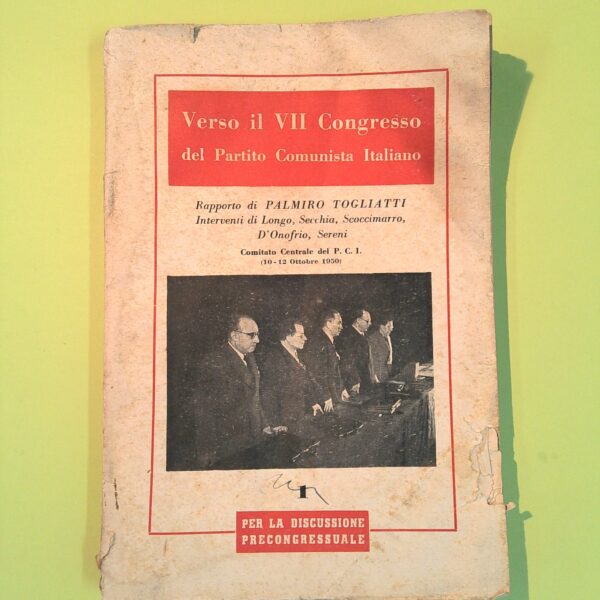 Verso il VII Congresso
del Partito Comunista Italiano
Rapporto di PALMIRO TOGLIATTI
Interventi di Longo, Secchia, Scoccimarro,
D'Onofrio, Sereni
Comitato Centrale del P. C. I.
(10-12 Ottobre 1950)
1
PER LA DISCUSSIONE
PRECONGRESSUALE